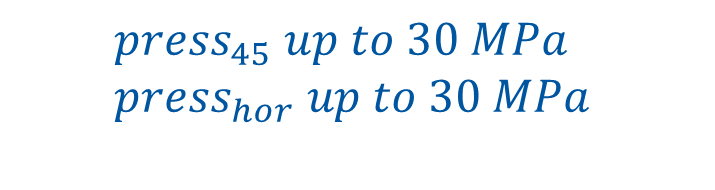 press₄₅ up to 30 MPa
pressₕₒᵣ up to 30 MPa